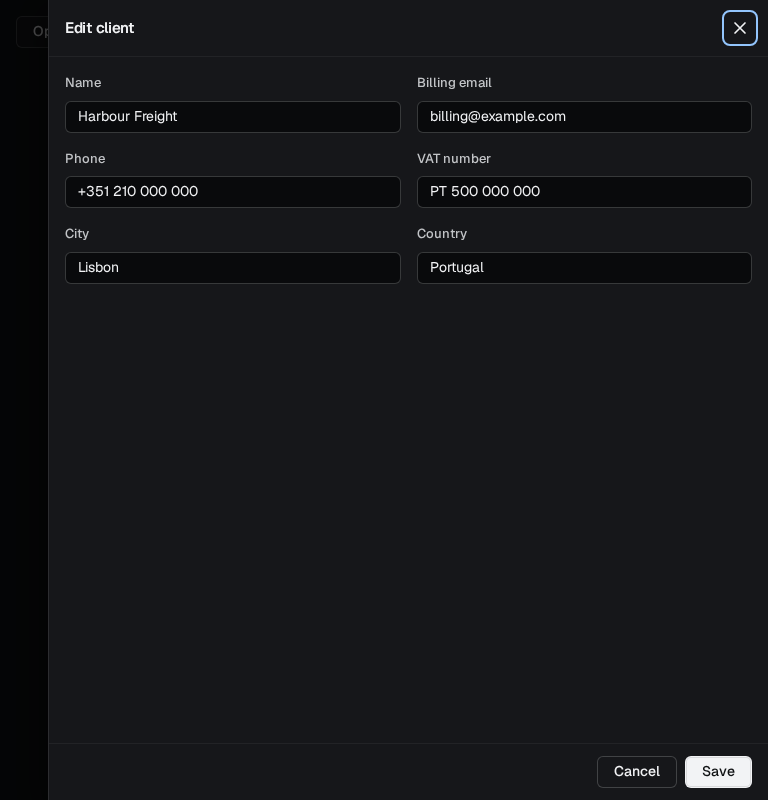 Edit client
Name
Billing email
Harbour Freight
billing@example.com
Phone
VAT number
+351 210 000 000
PT 500 000 000
City
Country
Lisbon
Portugal
Cancel
Save